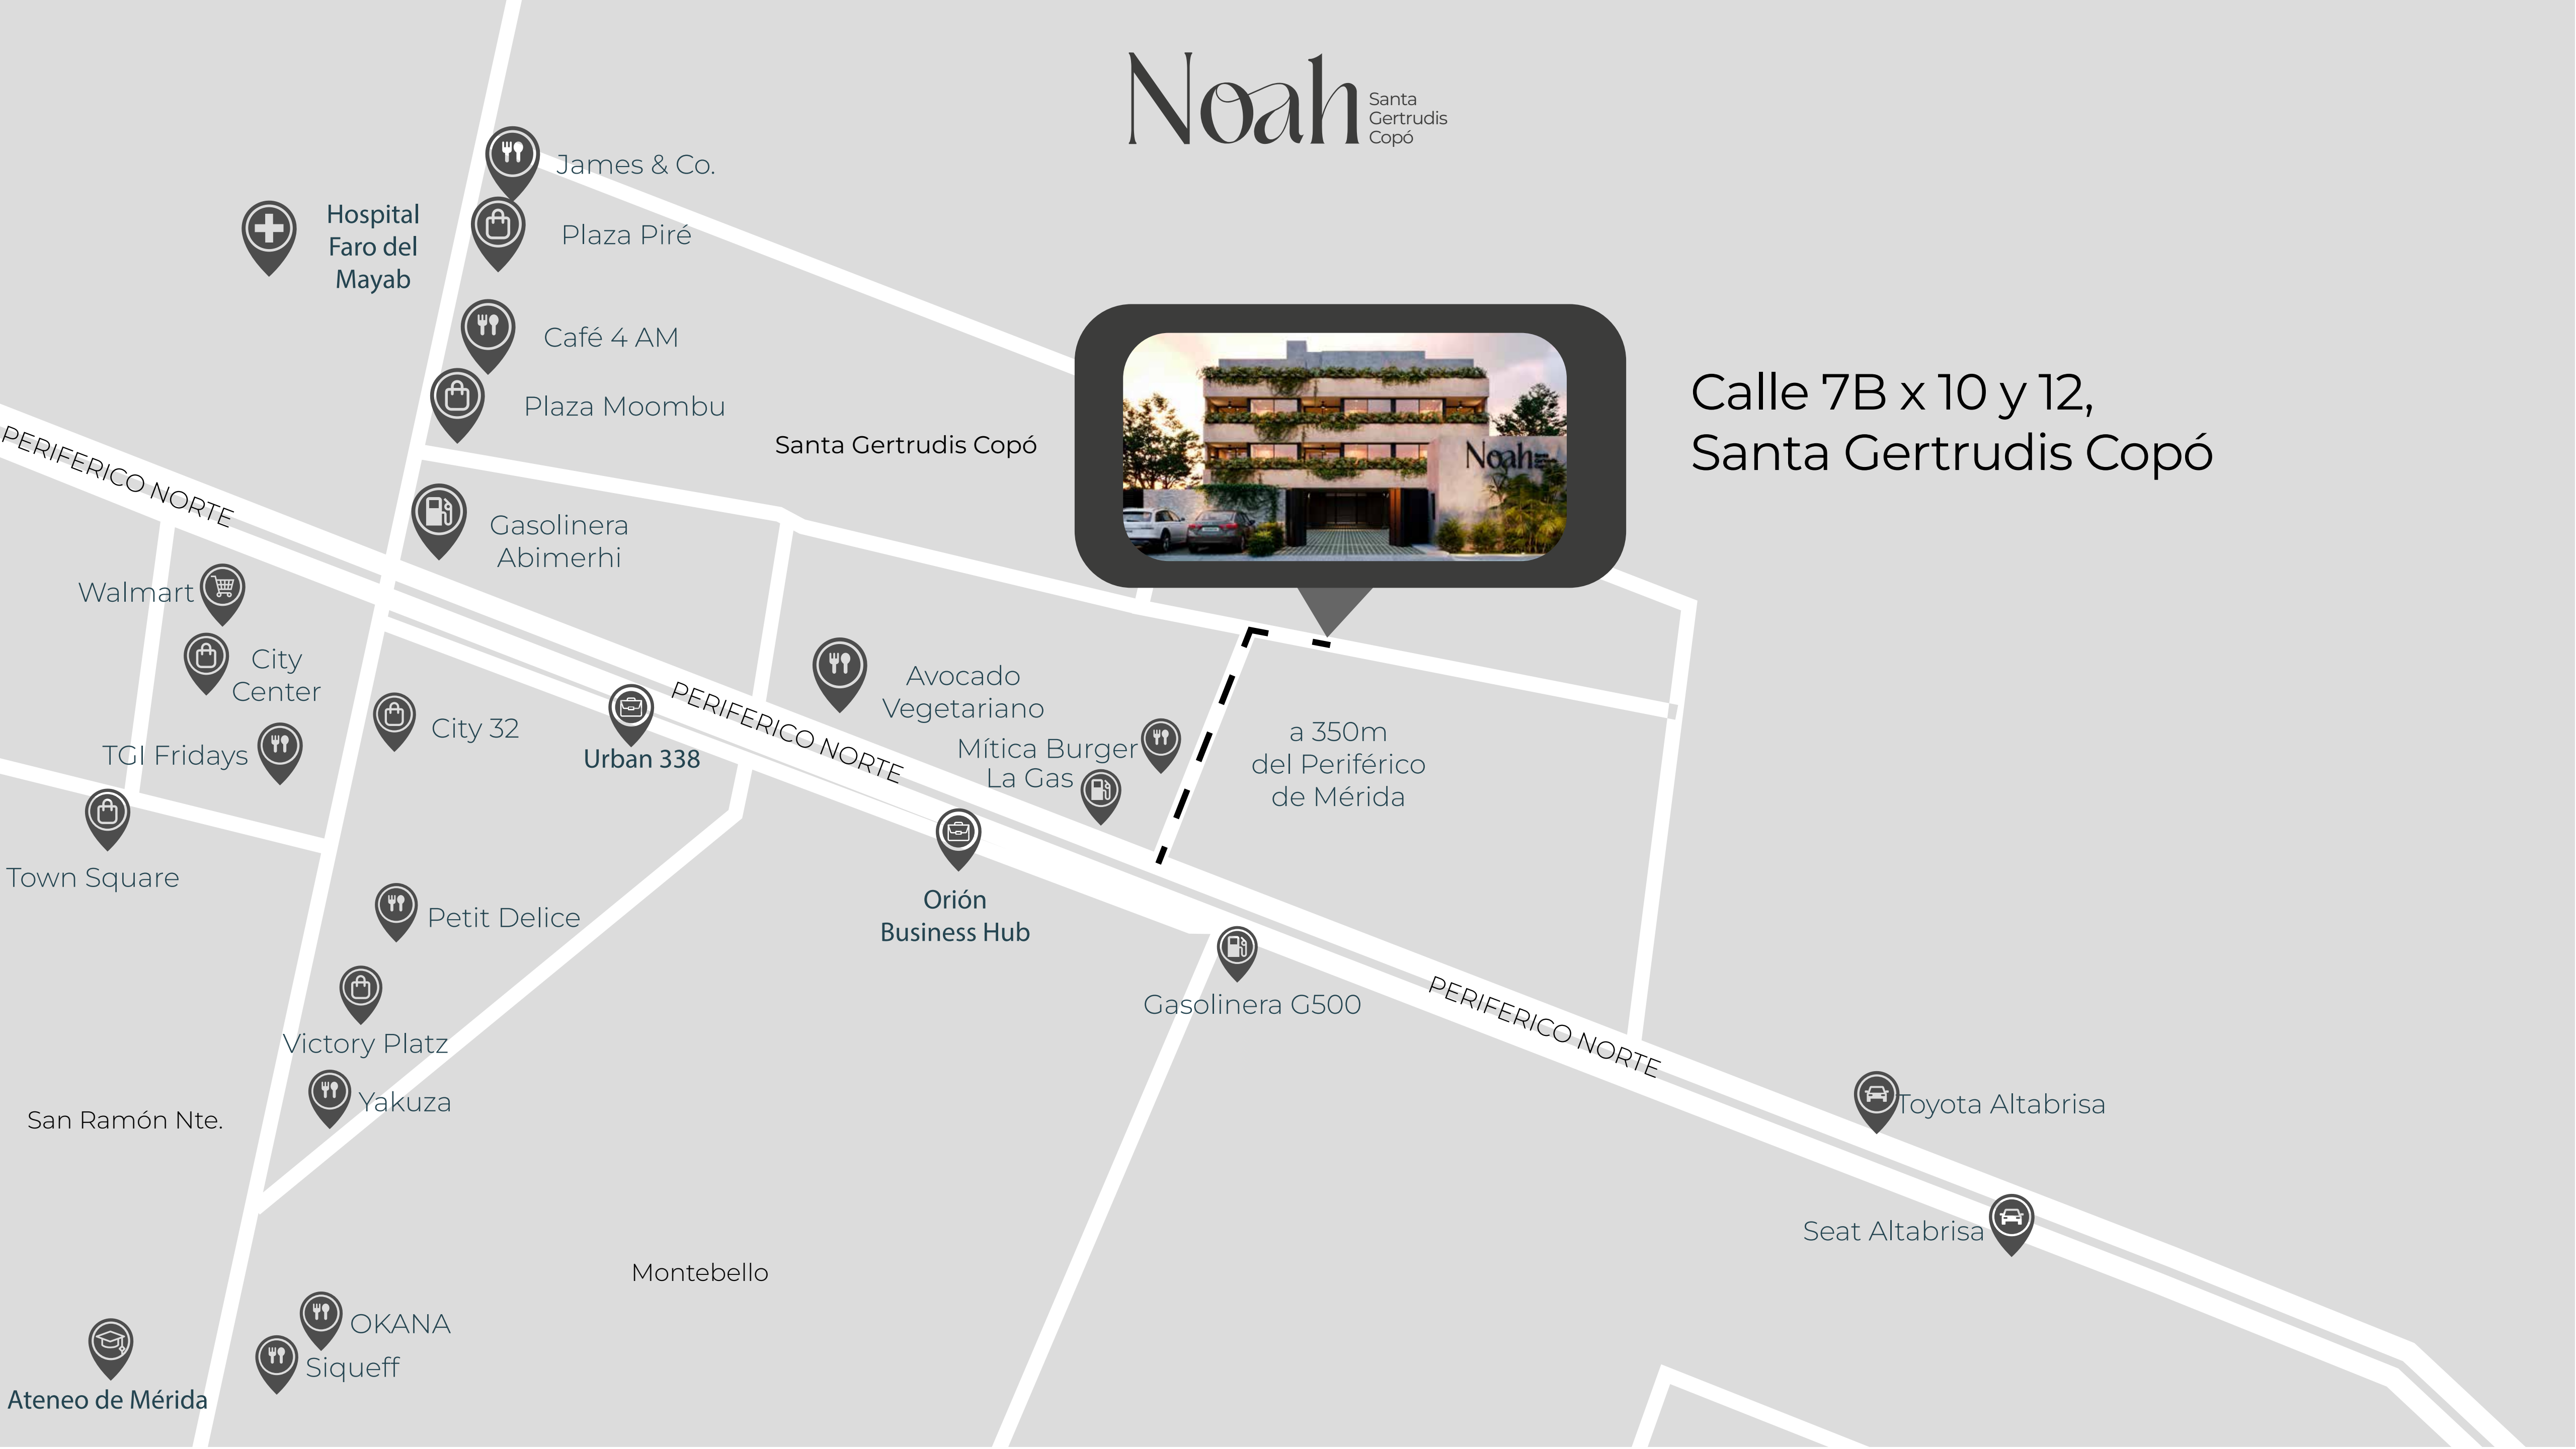 Noah
Santa
Gertrudis
Copó
James & Co.
Hospital
Faro del
Mayab
Plaza Piré
Café 4 AM
Plaza Moombu
Santa Gertrudis Copó
Noah
Calle 7B x 10 y 12,
Santa Gertrudis Copó
PERIFERICO NORTE
Gasolinera
Abimerhi
Walmart
City
Center
City 32
TGI Fridays
Urban 338
PERIFERICO NORTE
Avocado
Vegetariano
Mítica Burger
La Gas
a 350m
del Periférico
de Mérida
Town Square
Petit Delice
Orión
Business Hub
Gasolinera G500
PERIFERICO NORTE
Victory Platz
Yakuza
San Ramón Nte.
Toyota Altabrisa
Seat Altabrisa
Montebello
OKANA
Siqueff
Ateneo de Mérida